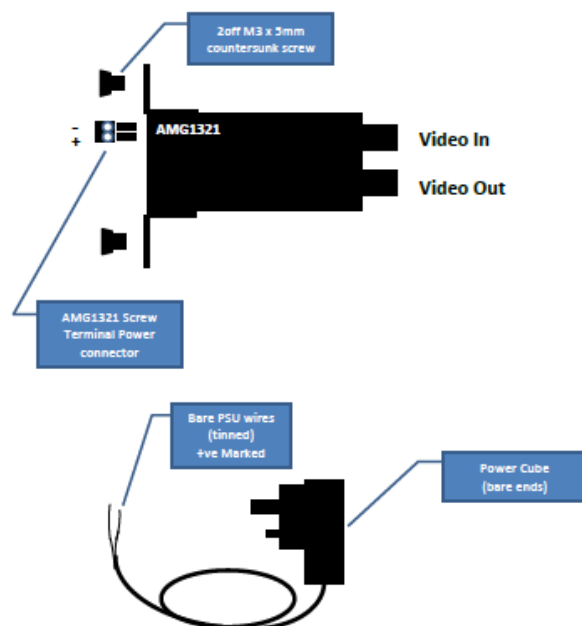 2off M3 x 5mm
countersunk screw
AMG1321
-
+
Video In
Video Out
AMG1321 Screw
Terminal Power
connector
Bare PSU wires
(tinned)
+ve Marked
Power Cube
(bare ends)